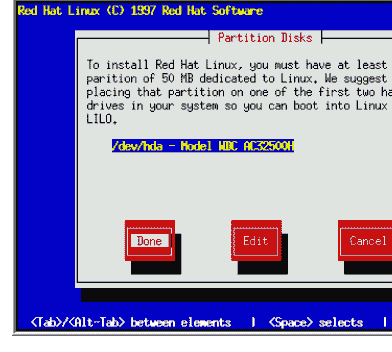 Red Hat Linux (C) 1997 Red Hat Software
Partition Disks
To install Red Hat Linux, you must have at least
parition of 50 MB dedicated to Linux. We suggest
placing that partition on one of the first two ha
drives in your system so you can boot into Linux
LILO.
/dev/hda - Model WDC AC32500H
Done Edit Cancel
<Tab>/<Alt-Tab> between elements | <Space> selects |